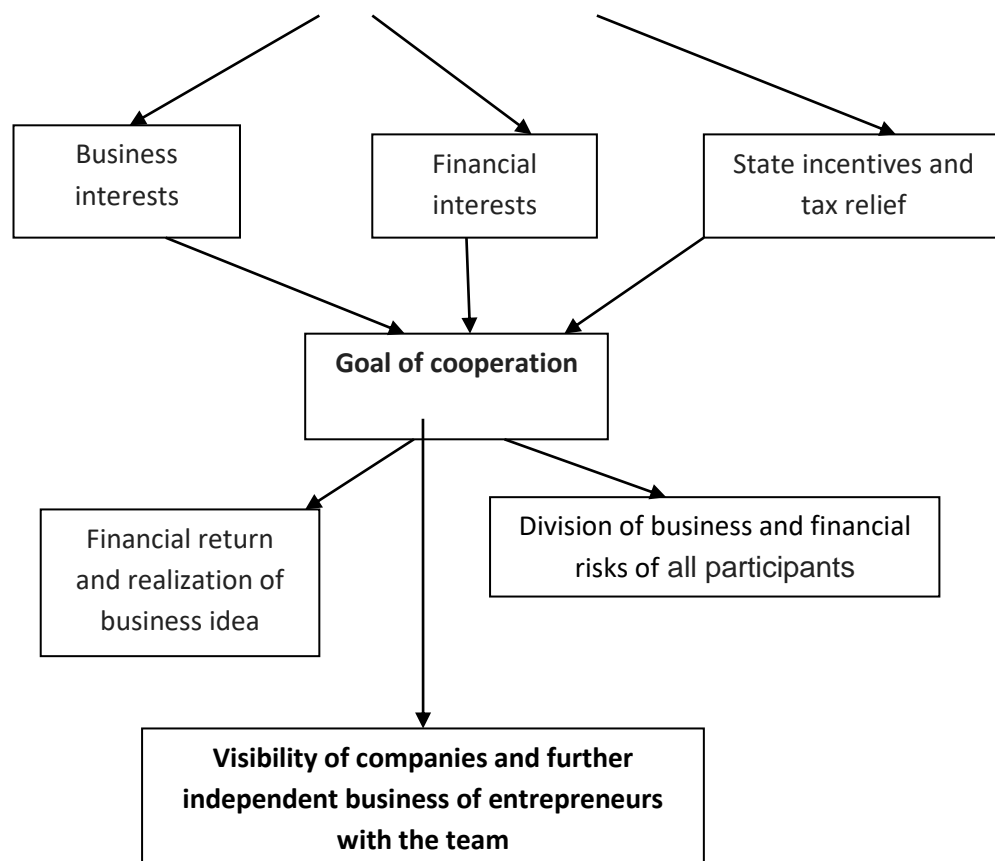 Business
interests
Financial
interests
State incentives and
tax relief
Goal of cooperation
Financial return
and realization of
business idea
Division of business and financial
risks of all participants
Visibility of companies and further
independent business of entrepreneurs
with the team